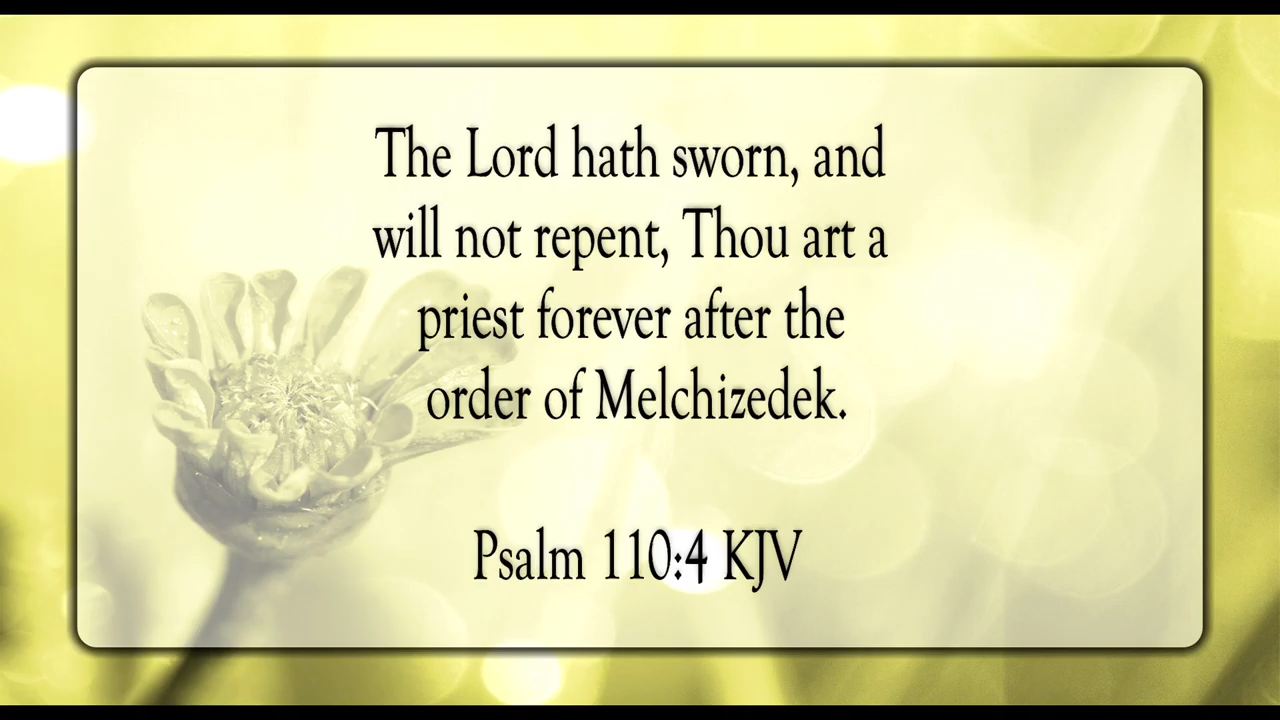 The Lord hath sworn, and
will not repent, Thou art a
priest forever after the
order of Melchizedek.
Psalm 110:4 KJV